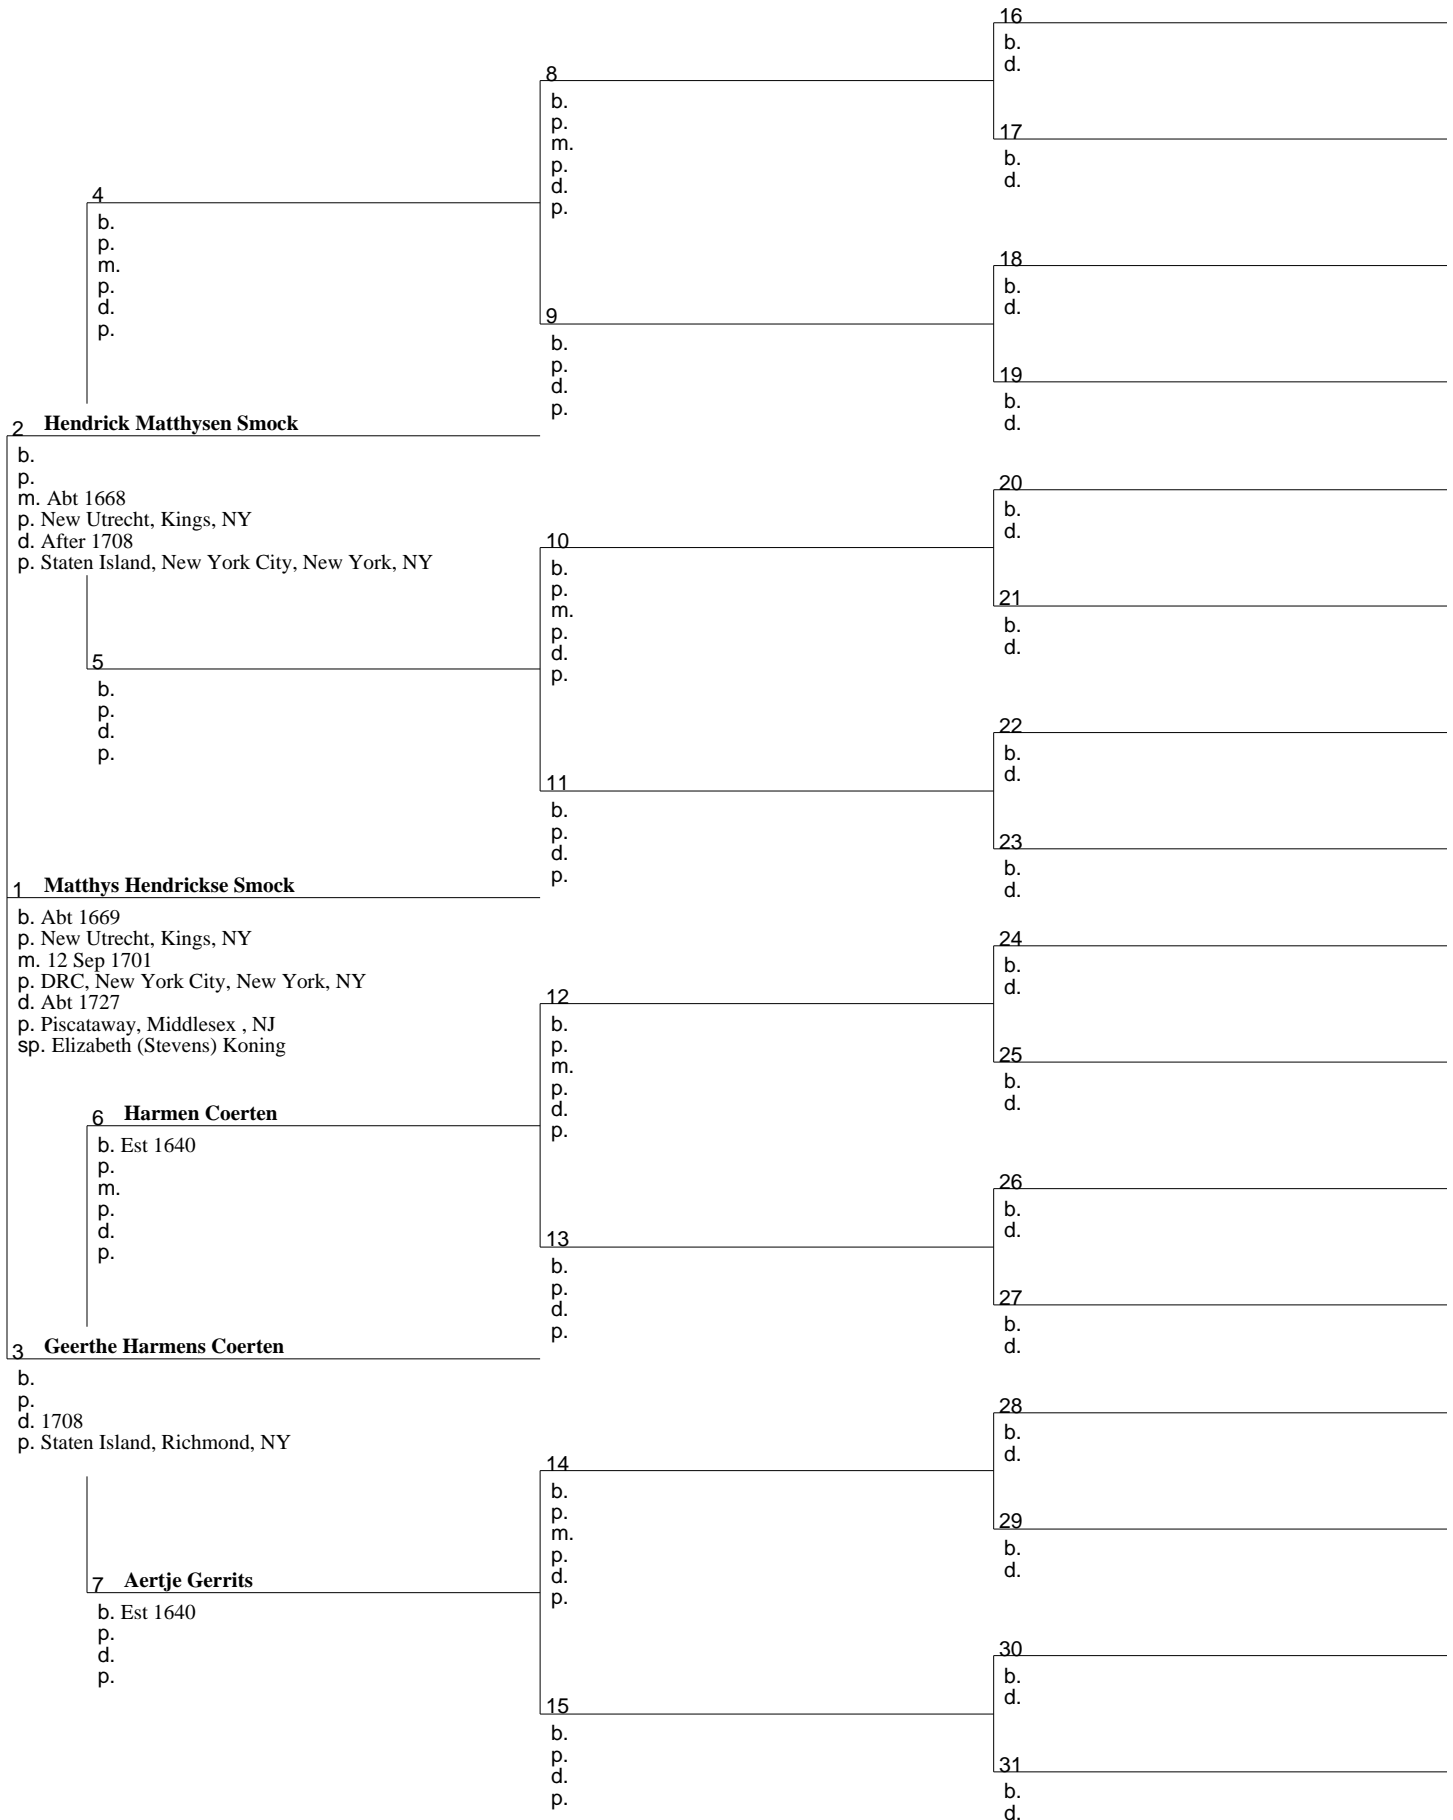 16
b.
d.
8
b.
p.
m.
p.
d.
p.
17
b.
d.
4
b.
p.
m.
p.
d.
p.
18
b.
d.
9
b.
p.
d.
p.
19
b.
d.
2 Hendrick Matthysen Smock
b.
p.
m. Abt 1668
p. New Utrecht, Kings, NY
d. After 1708
p. Staten Island, New York City, New York, NY
20
b.
d.
10
b.
p.
m.
p.
d.
p.
21
b.
d.
5
b.
p.
d.
p.
22
b.
d.
11
b.
p.
d.
p.
23
b.
d.
1 Matthys Hendrickse Smock
b. Abt 1669
p. New Utrecht, Kings, NY
m. 12 Sep 1701
p. DRC, New York City, New York, NY
d. Abt 1727
p. Piscataway, Middlesex , NJ
sp. Elizabeth (Stevens) Koning
24
b.
d.
12
b.
p.
m.
p.
d.
p.
25
b.
d.
6 Harmen Coerten
b. Est 1640
p.
m.
p.
d.
p.
26
b.
d.
13
b.
p.
d.
p.
27
b.
d.
3 Geerthe Harmens Coerten
b.
p.
d. 1708
p. Staten Island, Richmond, NY
28
b.
d.
14
b.
p.
m.
p.
d.
p.
29
b.
d.
7 Aertje Gerrits
b. Est 1640
p.
d.
p.
30
b.
d.
15
b.
p.
d.
p.
31
b.
d.